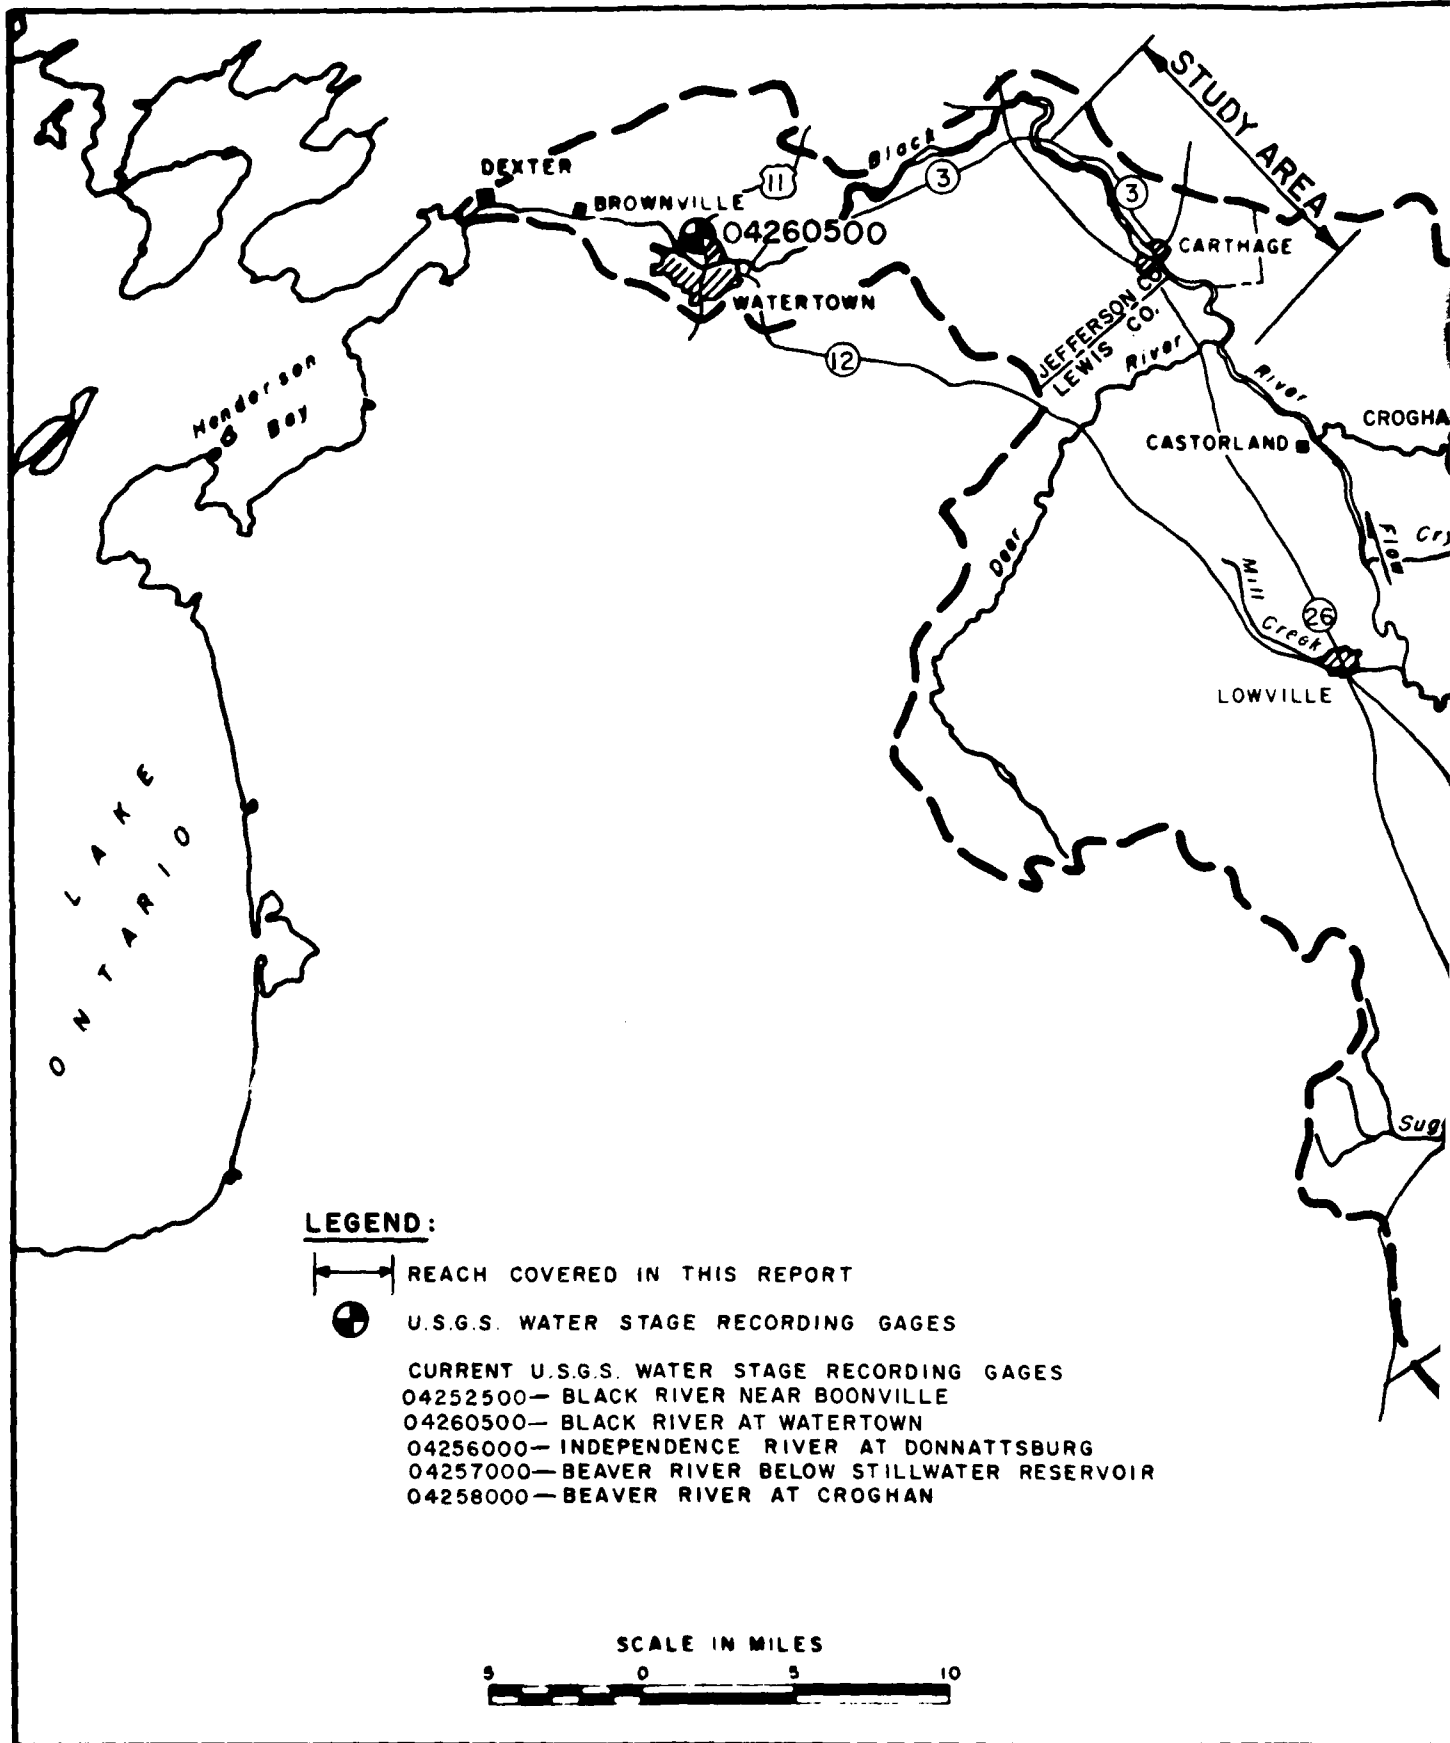 STUDY AREA
Black
3
3
DEXTER
11
BROWNVILLE
04260500
CARTHAGE
WATERTOWN
JEFFERSON CO.
LEWIS CO.
River
12
River
Henderson
Bay
CROGHA
CASTORLAND
Flow
Cry
Deer
Mill
Creek
26
LOWVILLE
LAKE
ONTARIO
Sug
LEGEND:
REACH COVERED IN THIS REPORT
U.S.G.S. WATER STAGE RECORDING GAGES
CURRENT U.S.G.S. WATER STAGE RECORDING GAGES
04252500— BLACK RIVER NEAR BOONVILLE
04260500— BLACK RIVER AT WATERTOWN
04256000— INDEPENDENCE RIVER AT DONNATTSBURG
04257000— BEAVER RIVER BELOW STILLWATER RESERVOIR
04258000— BEAVER RIVER AT CROGHAN
SCALE IN MILES
5 0 5 10